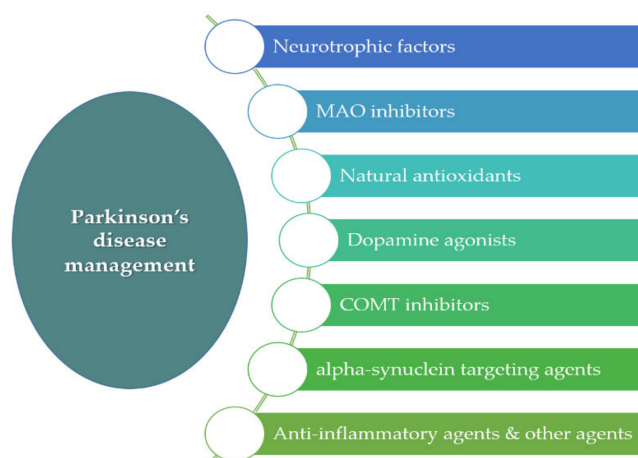 Parkinson's
disease
management
Neurotrophic factors
MAO inhibitors
Natural antioxidants
Dopamine agonists
COMT inhibitors
alpha-synuclein targeting agents
Anti-inflammatory agents & other agents